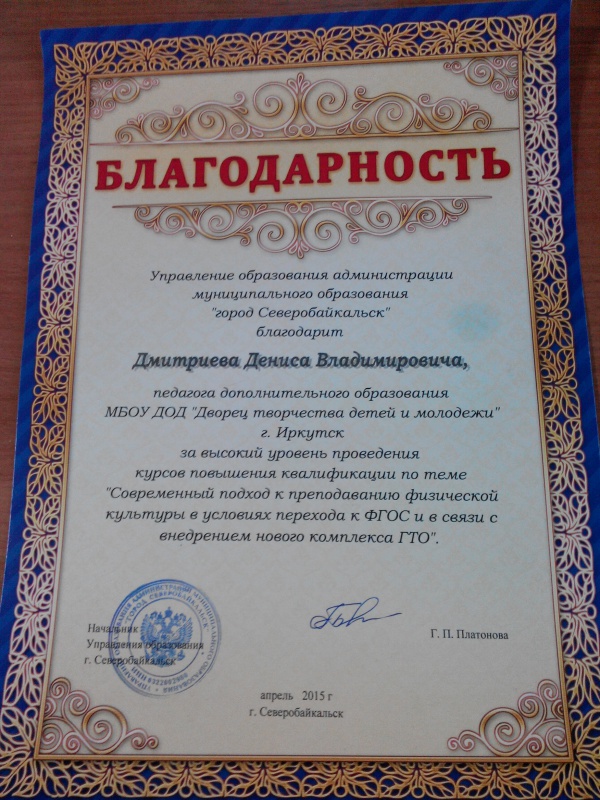 БЛАГОДАРНОСТЬ
Управление образования администрации
муниципального образования
"город Северобайкальск"
благодарит
Дмитриева Дениса Владимировича,
педагога дополнительного образования
МБОУ ДОД "Дворец творчества детей и молодежи"
г. Иркутск
за высокий уровень проведения
курсов повышения квалификации по теме
"Современный подход к преподаванию физической
культуры в условиях перехода к ФГОС и в связи с
внедрением нового комплекса ГТО".
Начальник
Управления образования
г. Северобайкальск
Г. П. Платонова
апрель 2015 г
г. Северобайкальск